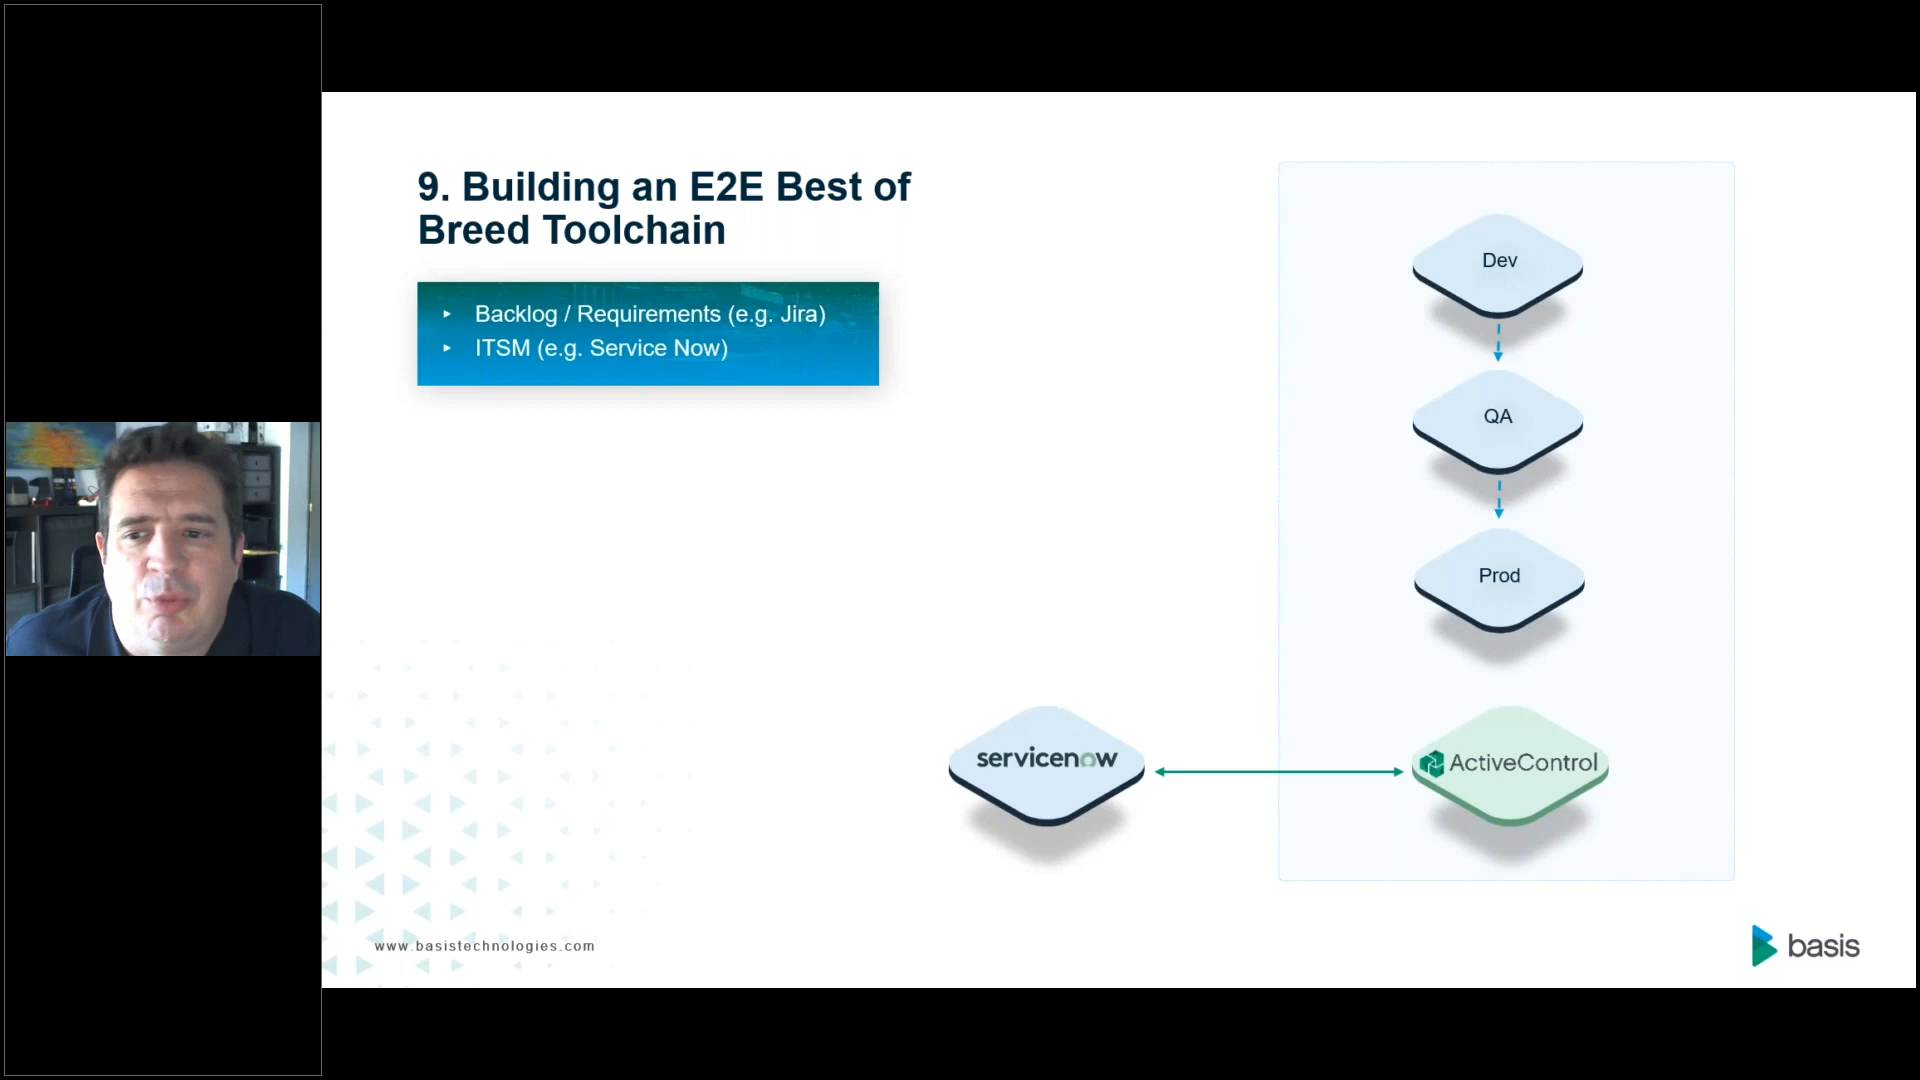 9. Building an E2E Best of
Breed Toolchain
Backlog / Requirements (e.g. Jira)
ITSM (e.g. Service Now)
Dev
QA
Prod
servicenow
ActiveControl
www.basistechnologies.com
basis